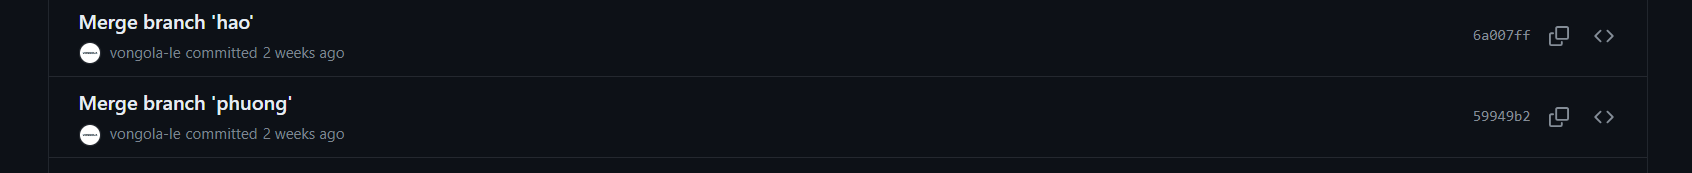 Merge branch 'hao'
vongola-le committed 2 weeks ago
6a007ff
Merge branch 'phuong'
vongola-le committed 2 weeks ago
59949b2